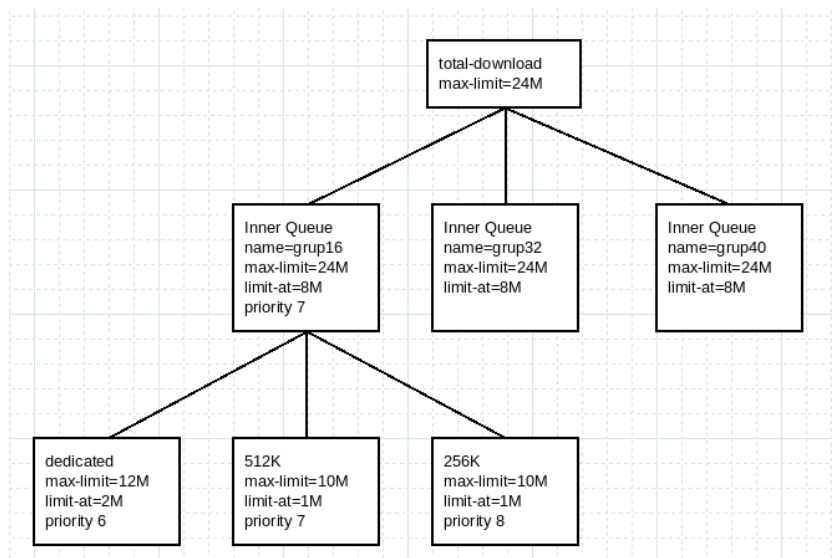 total-download
max-limit=24M
Inner Queue
name=grup16
max-limit=24M
limit-at=8M
priority 7
Inner Queue
name=grup32
max-limit=24M
limit-at=8M
Inner Queue
name=grup40
max-limit=24M
limit-at=8M
dedicated
max-limit=12M
limit-at=2M
priority 6
512K
max-limit=10M
limit-at=1M
priority 7
256K
max-limit=10M
limit-at=1M
priority 8